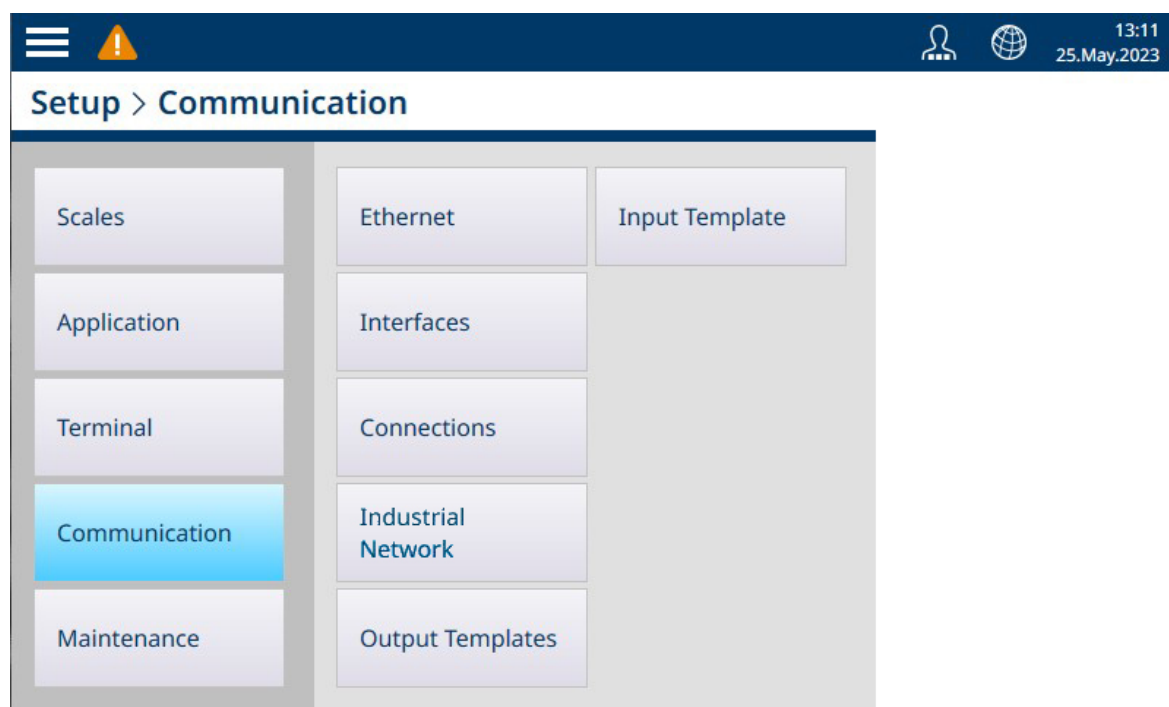 13:11
25.May.2023
Setup > Communication
Scales
Ethernet
Input Template
Application
Interfaces
Terminal
Connections
Communication
Industrial
Network
Maintenance
Output Templates